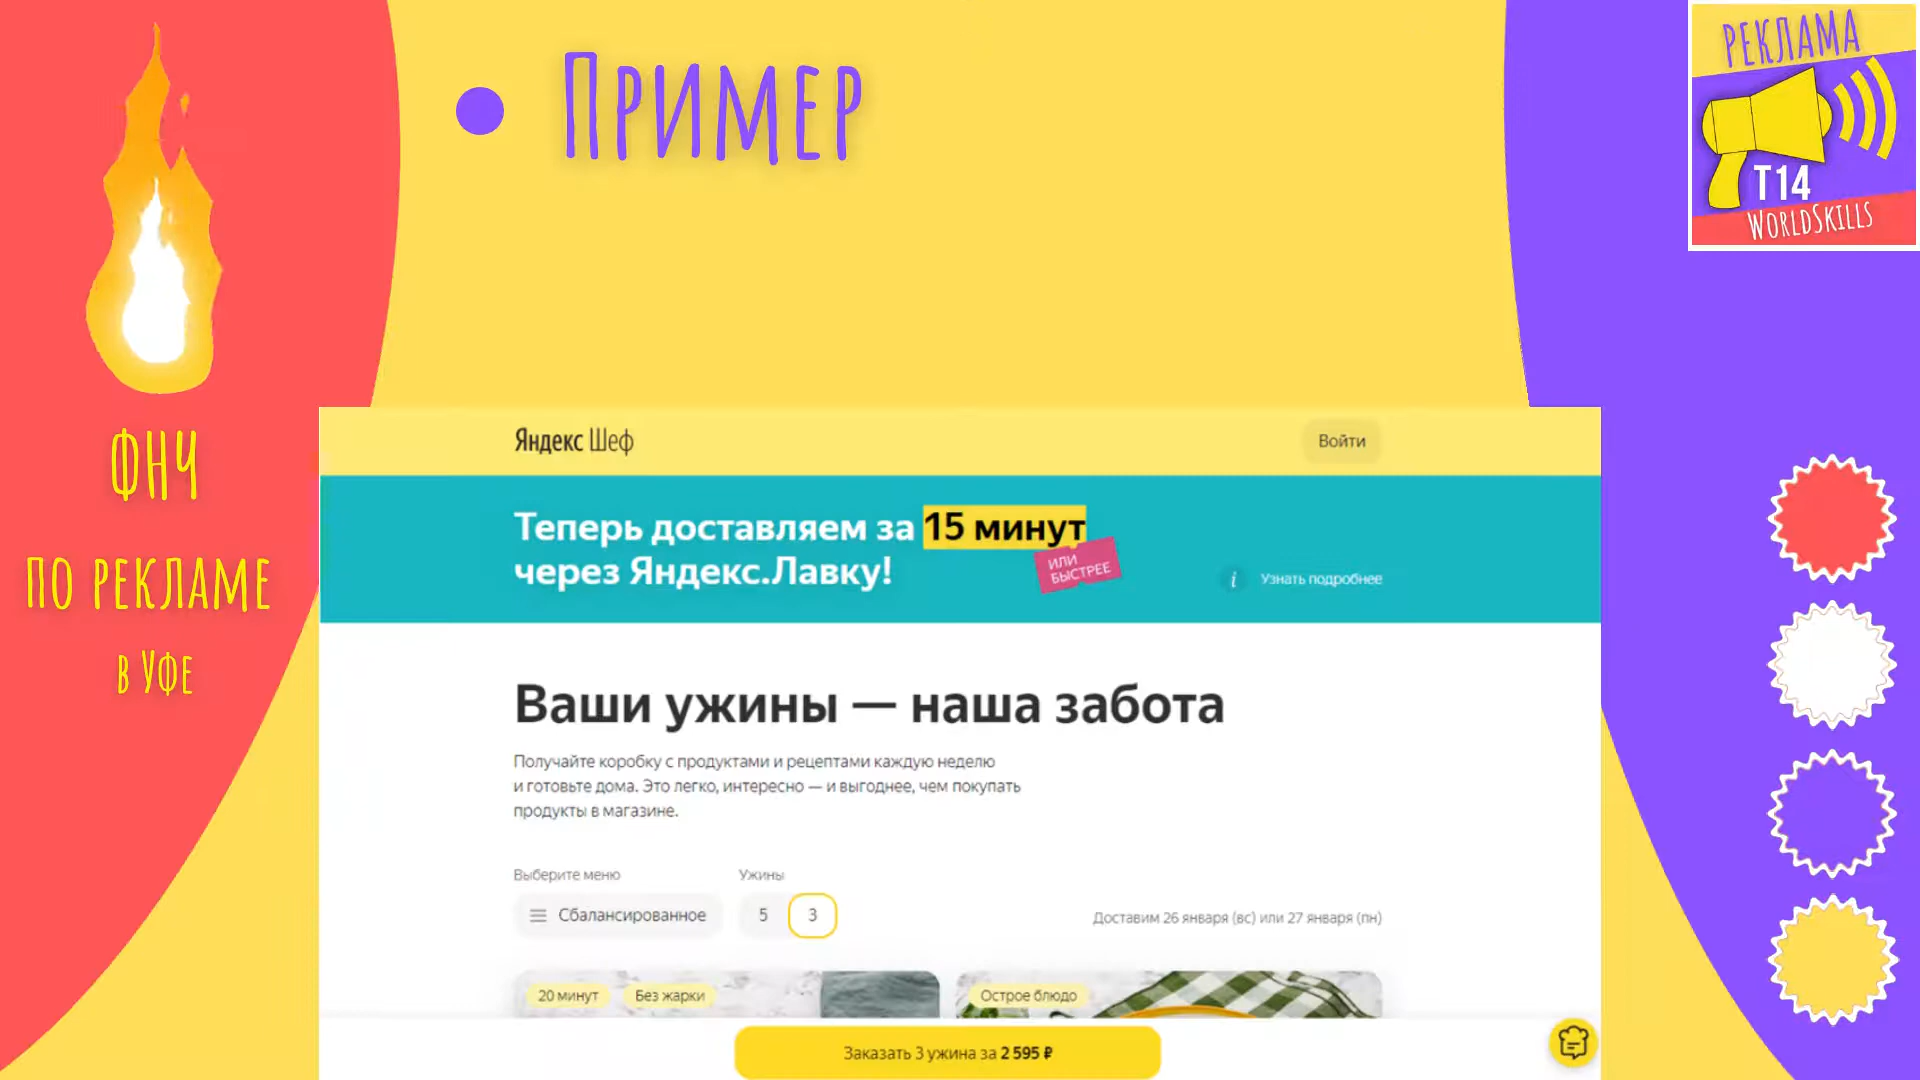 Пример
РЕКЛАМА
T14
WorldSkills
ФНЧ
по рекламе
в Уфе
Яндекс Шеф
Войти
Теперь доставляем за 15 минут
через Яндекс.Лавку!
ИЛИ
БЫСТРЕЕ
i
Узнать подробнее
Ваши ужины — наша забота
Получайте коробку с продуктами и рецептами каждую неделю
и готовьте дома. Это легко, интересно — и выгоднее, чем покупать
продукты в магазине.
Выберите меню
Ужины
Сбалансированное
5
3
Доставим 26 января (вс) или 27 января (пн)
20 минут
Без жарки
Острое блюдо
Заказать 3 ужина за 2 595 ₽